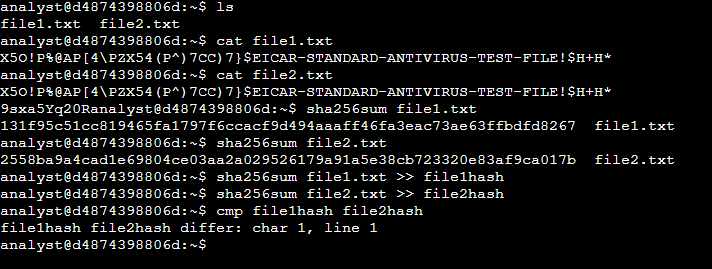 analyst@d4874398806d:~$ ls
file1.txt  file2.txt
analyst@d4874398806d:~$ cat file1.txt
X5O!P%@AP[4\PZX54(P^)7CC)7}$EICAR-STANDARD-ANTIVIRUS-TEST-FILE!$H+H*
analyst@d4874398806d:~$ cat file2.txt
X5O!P%@AP[4\PZX54(P^)7CC)7}$EICAR-STANDARD-ANTIVIRUS-TEST-FILE!$H+H*
9sxa5Yq20Ranalyst@d4874398806d:~$ sha256sum file1.txt
131f95c51cc819465fa1797f6ccacf9d494aaaff46fa3eac73ae63ffbdfd8267  file1.txt
analyst@d4874398806d:~$ sha256sum file2.txt
2558ba9a4cad1e69804ce03aa2a029526179a91a5e38cb723320e83af9ca017b  file2.txt
analyst@d4874398806d:~$ sha256sum file1.txt >> file1hash
analyst@d4874398806d:~$ sha256sum file2.txt >> file2hash
analyst@d4874398806d:~$ cmp file1hash file2hash
file1hash file2hash differ: char 1, line 1
analyst@d4874398806d:~$